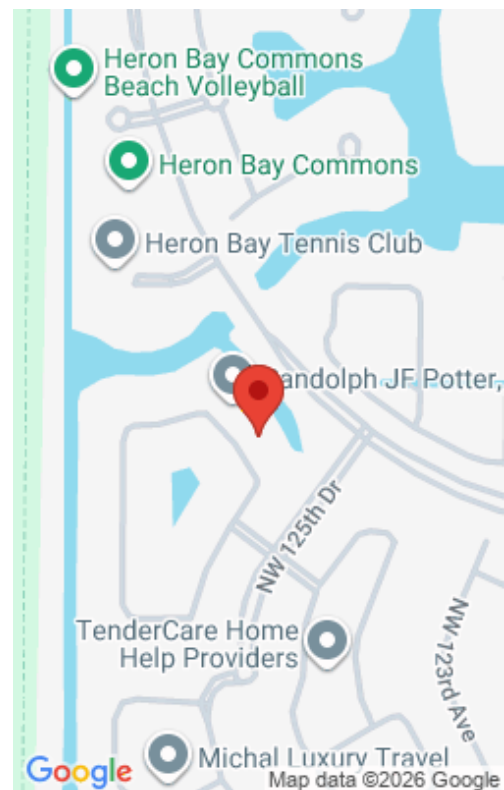 Heron Bay Commons
Beach Volleyball
Heron Bay Commons
Heron Bay Tennis Club
Randolph JF Potter,
NW 125th Dr
TenderCare Home
Help Providers
NW 123rd Ave
Michal Luxury Travel
Google
Map data ©2026 Google